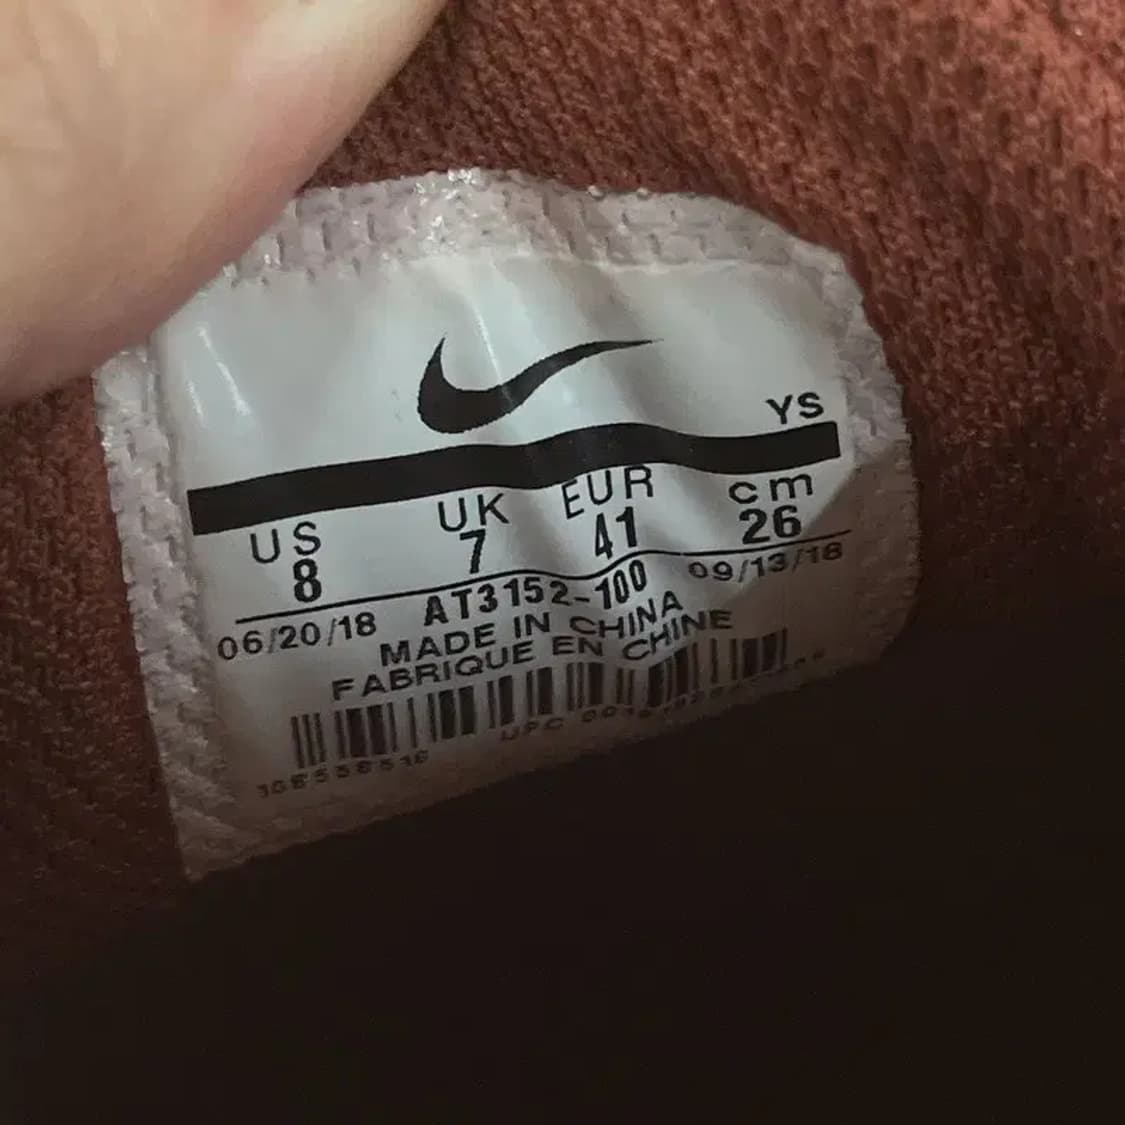 YS
US UK EUR cm
8 7 41 26
06/20/18 AT3152-100 09/13/18
MADE IN CHINA
FABRIQUE EN CHINE
UPC